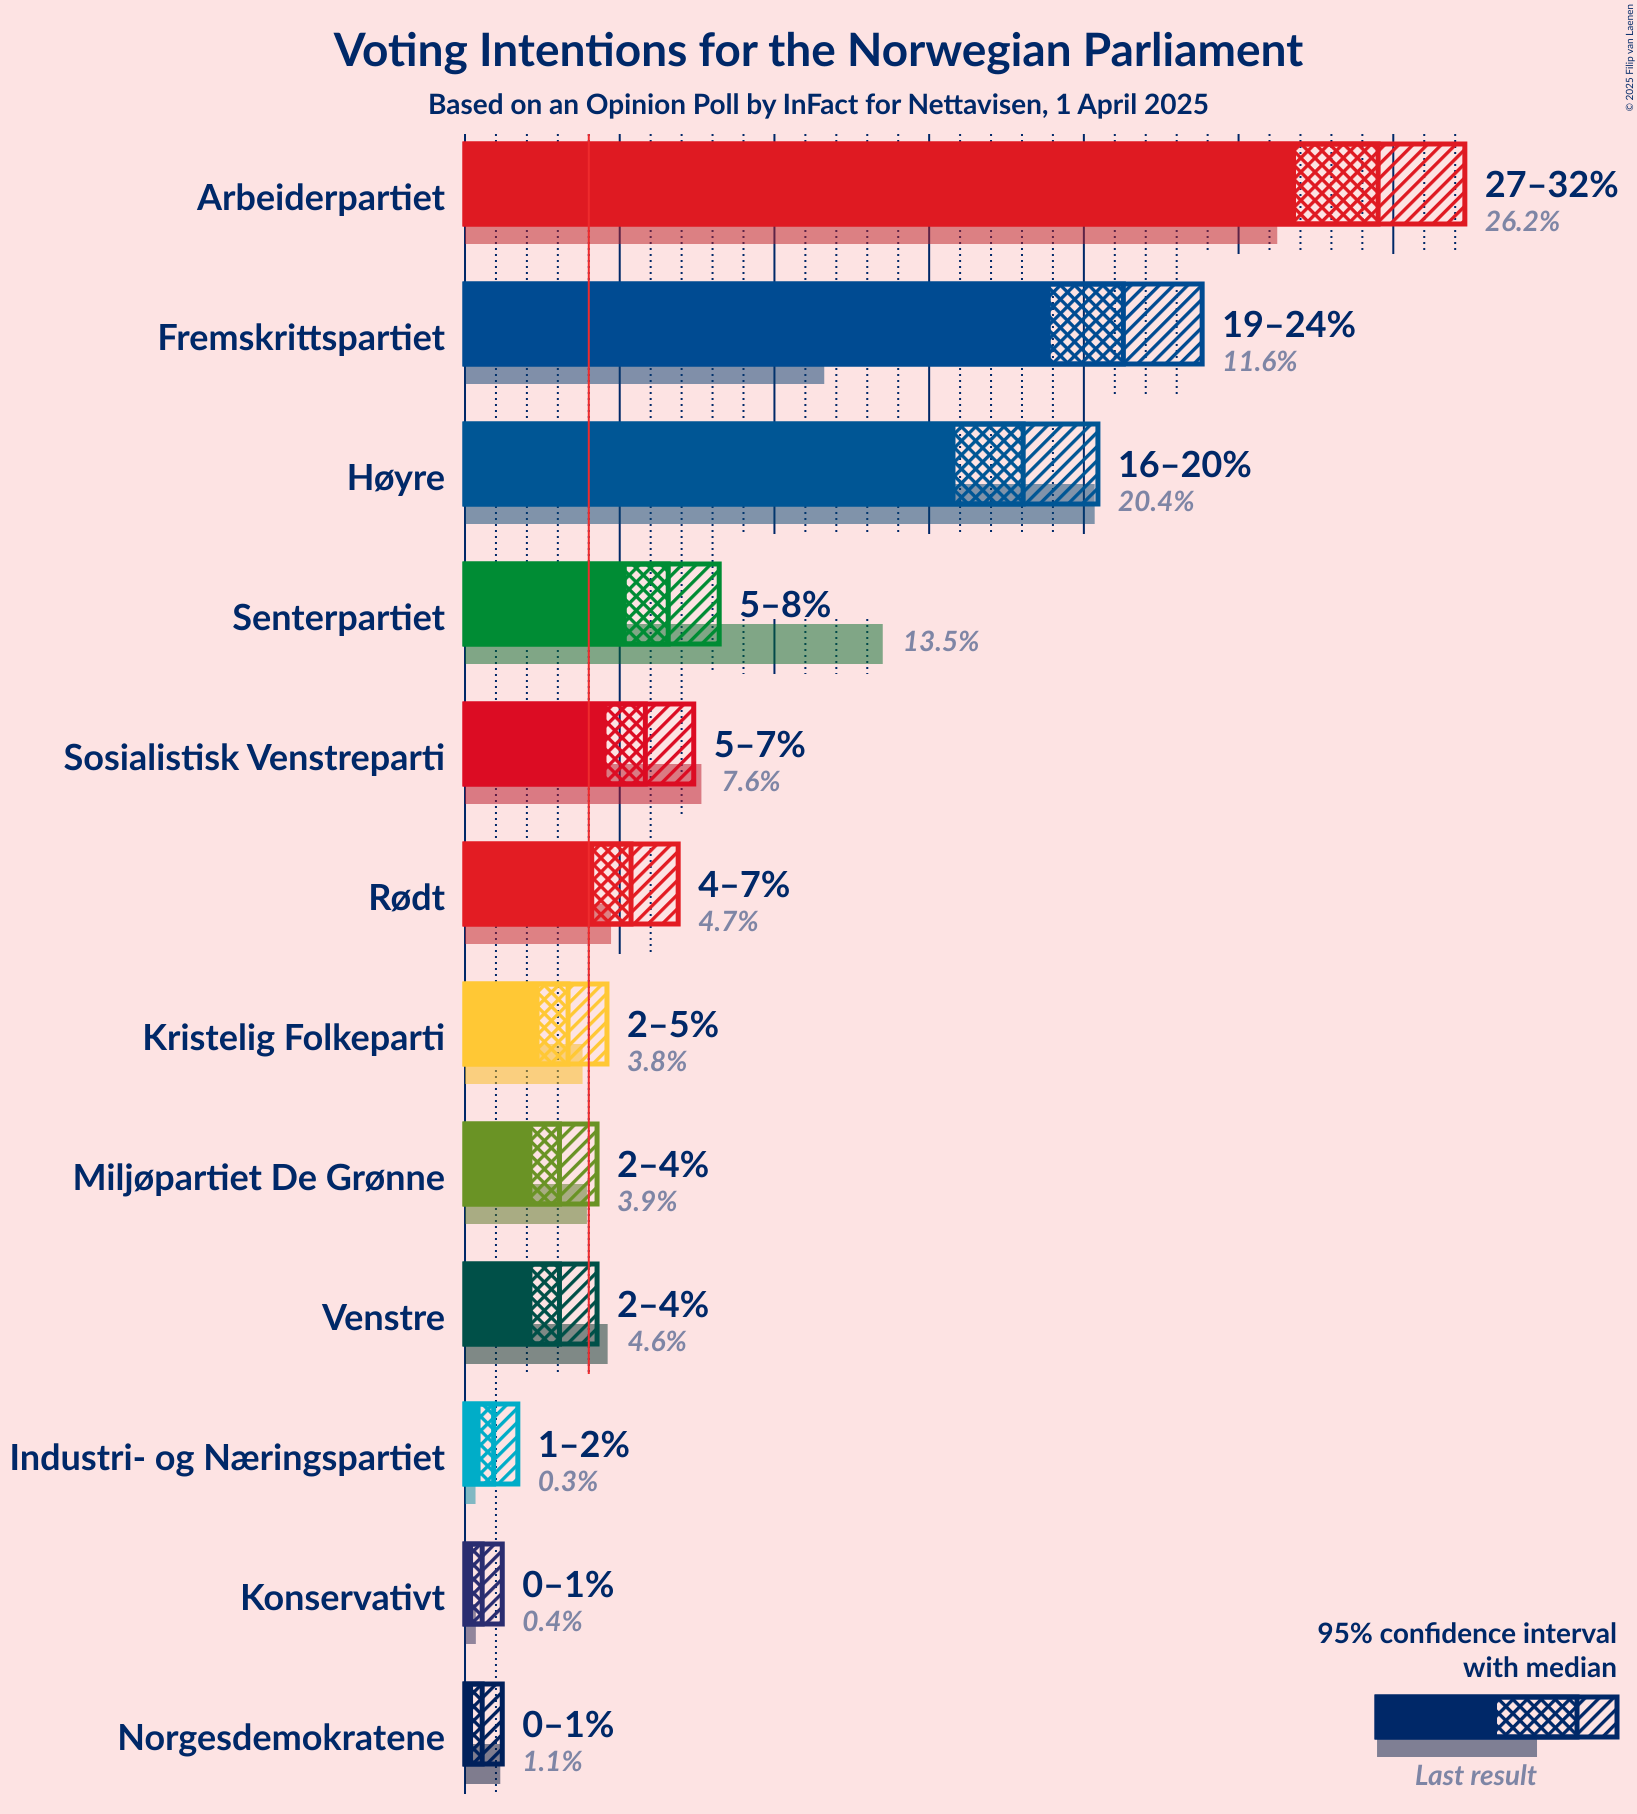 Voting Intentions for the Norwegian Parliament
Based on an Opinion Poll by InFact for Nettavisen, 1 April 2025
© 2025 Filip van Laenen
Arbeiderpartiet
27–32%
26.2%
Fremskrittspartiet
19–24%
11.6%
Høyre
16–20%
20.4%
Senterpartiet
5–8%
13.5%
Sosialistisk Venstreparti
5–7%
7.6%
Rødt
4–7%
4.7%
Kristelig Folkeparti
2–5%
3.8%
Miljøpartiet De Grønne
2–4%
3.9%
Venstre
2–4%
4.6%
Industri- og Næringspartiet
1–2%
0.3%
Konservativt
0–1%
0.4%
Norgesdemokratene
0–1%
1.1%
95% confidence interval
with median
Last result